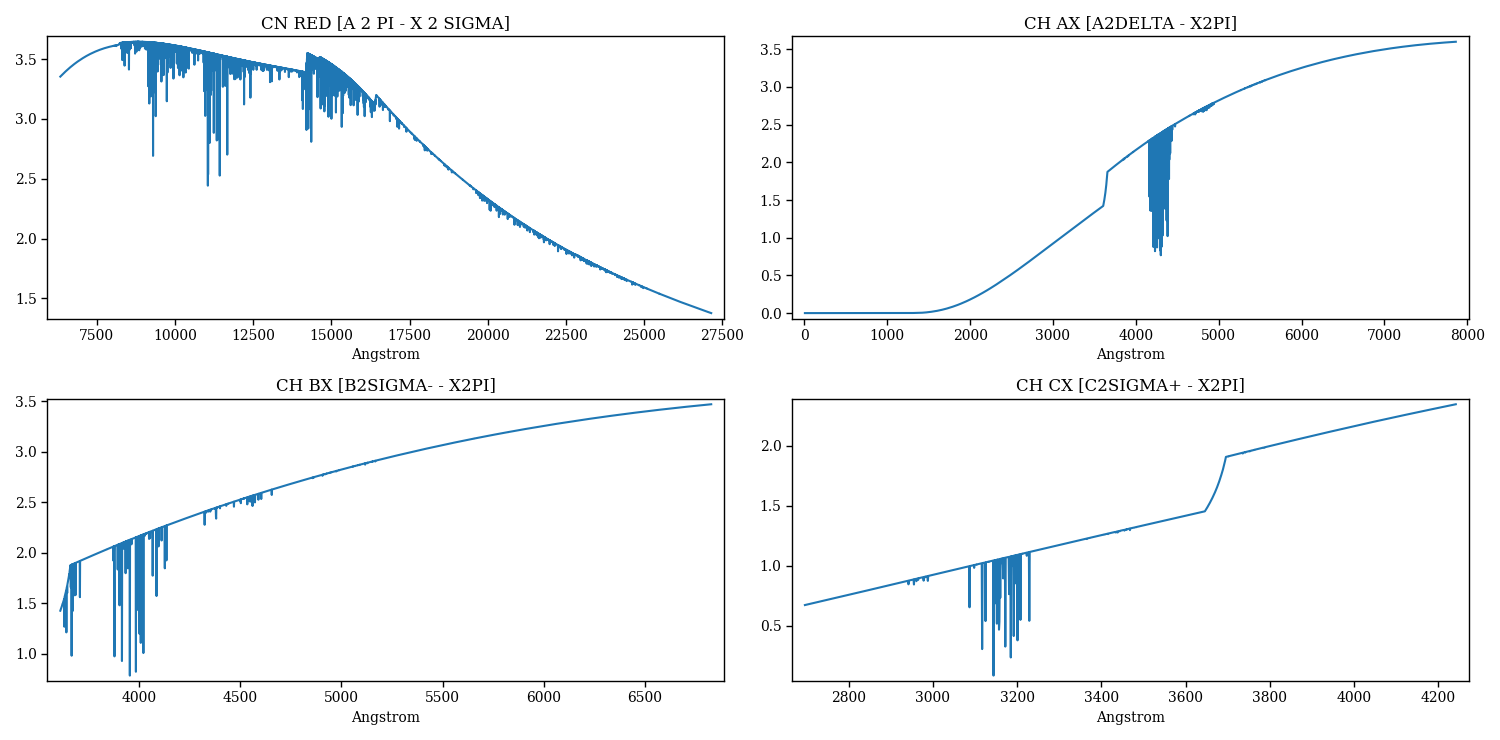 CN RED [A 2 PI - X 2 SIGMA]
3.5
3.0
2.5
2.0
1.5
7500 10000 12500 15000 17500 20000 22500 25000 27500
Angstrom
CH AX [A2DELTA - X2PI]
3.5
3.0
2.5
2.0
1.5
1.0
0.5
0.0
0 1000 2000 3000 4000 5000 6000 7000 8000
Angstrom
CH BX [B2SIGMA- - X2PI]
3.5
3.0
2.5
2.0
1.5
1.0
4000 4500 5000 5500 6000 6500
Angstrom
CH CX [C2SIGMA+ - X2PI]
2.0
1.5
1.0
0.5
2800 3000 3200 3400 3600 3800 4000 4200
Angstrom